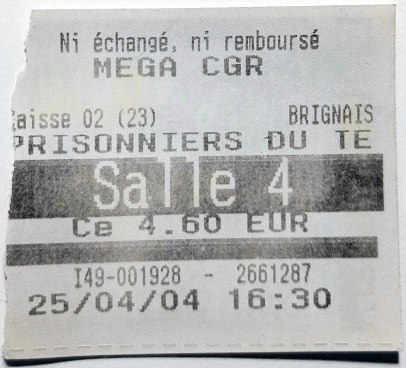 Ni échangé, ni remboursé
MEGA CGR
Caisse 02 (23) BRIGNAIS
PRISONNIERS DU TE
Salle 4
Ce 4.60 EUR
I49-001928 - 2661287
25/04/04 16:30